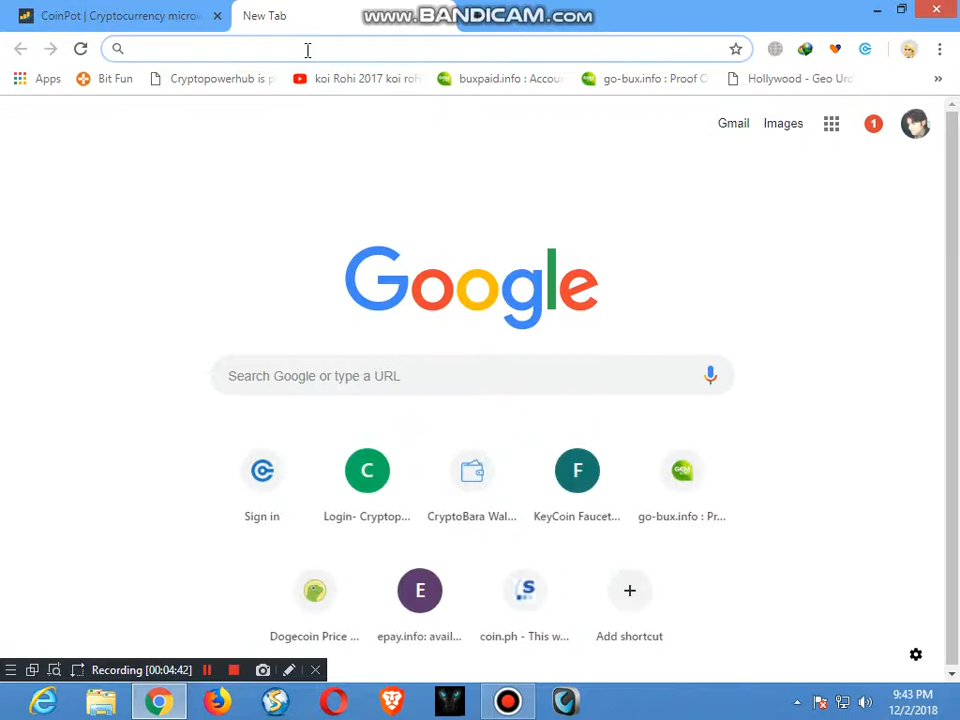 CoinPot | Cryptocurrency micro
New Tab
www.BANDICAM.com
Apps
Bit Fun
Cryptopowerhub is p
koi Rohi 2017 koi roh
buxpaid.info : Accou
go-bux.info : Proof O
Hollywood - Geo Urd
»
Gmail
Images
1
Google
Search Google or type a URL
C
F
GEM
Sign in
Login- Cryptop...
CryptoBara Wal...
KeyCoin Faucet...
go-bux.info : Pr...
E
S
Dogecoin Price ...
epay.info: avail...
coin.ph - This w...
Add shortcut
Recording [00:04:42]
9:43 PM
12/2/2018